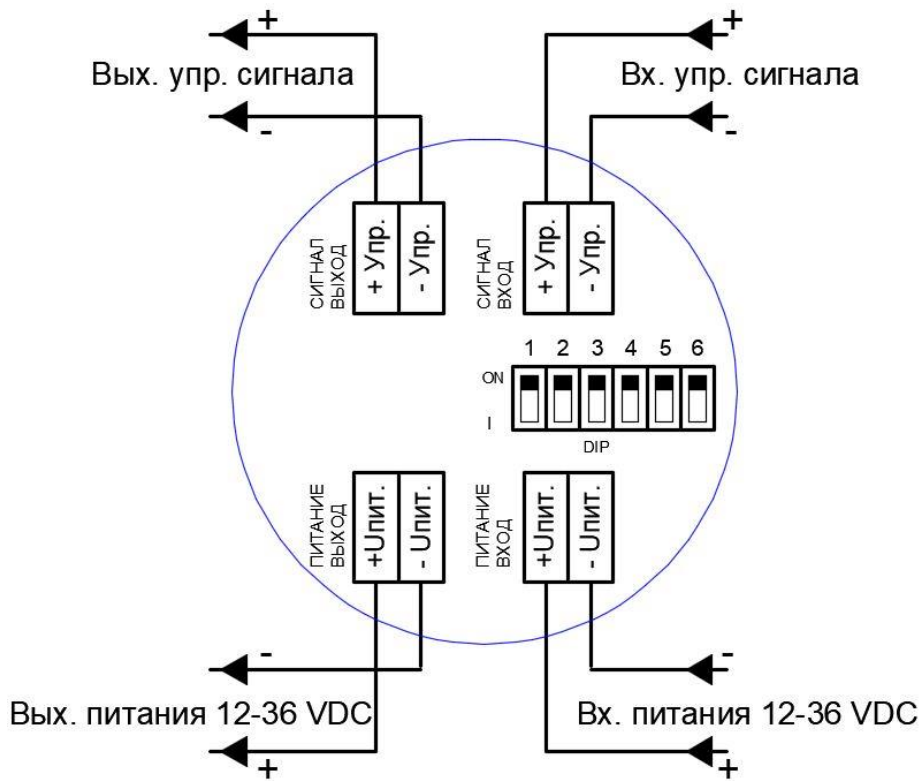 + +
Вых. упр. сигнала Вх. упр. сигнала
- -
СИГНАЛ
ВЫХОД
+ Упр.
- Упр.
СИГНАЛ
ВХОД
+ Упр.
- Упр.
1 2 3 4 5 6
ON
I
DIP
ПИТАНИЕ
ВЫХОД
+Uпит.
- Uпит.
ПИТАНИЕ
ВХОД
+Uпит.
- Uпит.
- -
Вых. питания 12-36 VDC Вх. питания 12-36 VDC
+ +